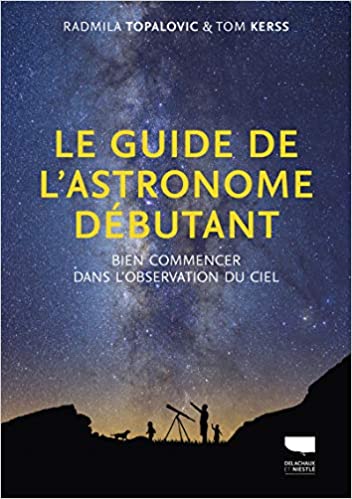 RADMILA TOPALOVIC & TOM KERSS
LE GUIDE DE
L'ASTRONOME
DÉBUTANT
BIEN COMMENCER
DANS L'OBSERVATION DU CIEL
DELACHAUX
ET NIESTLÉ